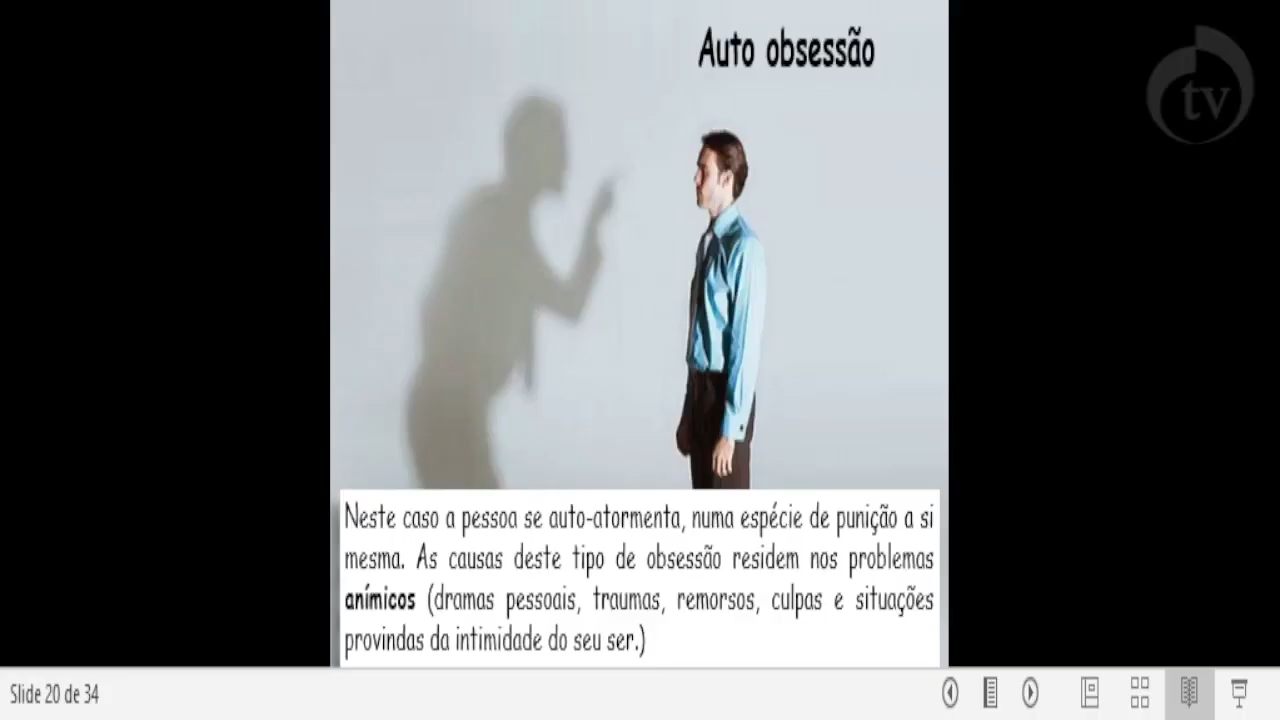 Auto obsessão
tv
Neste caso a pessoa se auto-atormenta, numa espécie de punição a si
mesma. As causas deste tipo de obsessão residem nos problemas
anímicos (dramas pessoais, traumas, remorsos, culpas e situações
provindas da intimidade do seu ser.)
Slide 20 de 34